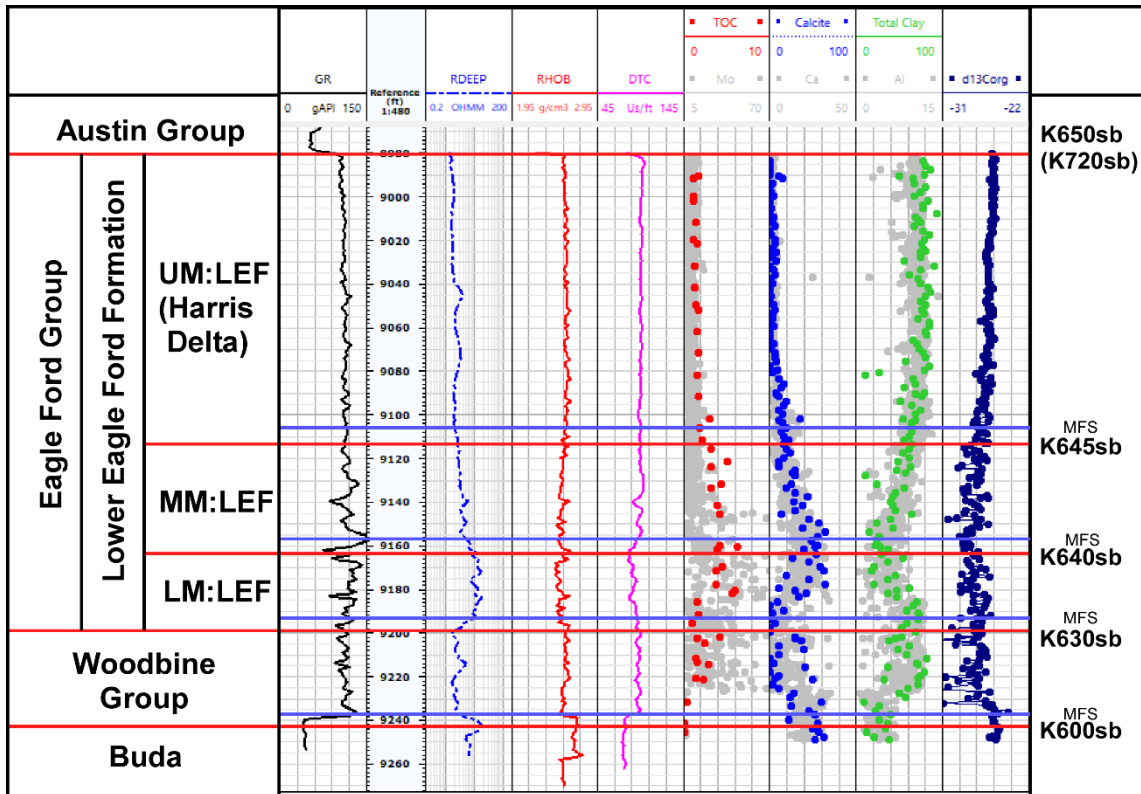 TOC Calcite Total Clay
0 10 0 100 0 100
GR Reference (ft) 1:480 RDEEP RHOB DTC Mo Ca Al d13Corg
0 gAPI 150 0.2 OHMM 200 1.95 g/cm3 2.95 45 Us/ft 145 5 70 0 50 0 15 -31 -22
Austin Group
K650sb
8980
(K720sb)
9000
9020
9040
9060
9080
9100
Eagle Ford Group
Lower Eagle Ford Formation
UM:LEF
(Harris
Delta)
MFS
K645sb
9120
9140
MM:LEF
MFS
9160
K640sb
9180
LM:LEF
MFS
9200
K630sb
9220
Woodbine
Group
MFS
9240
K600sb
Buda
9260